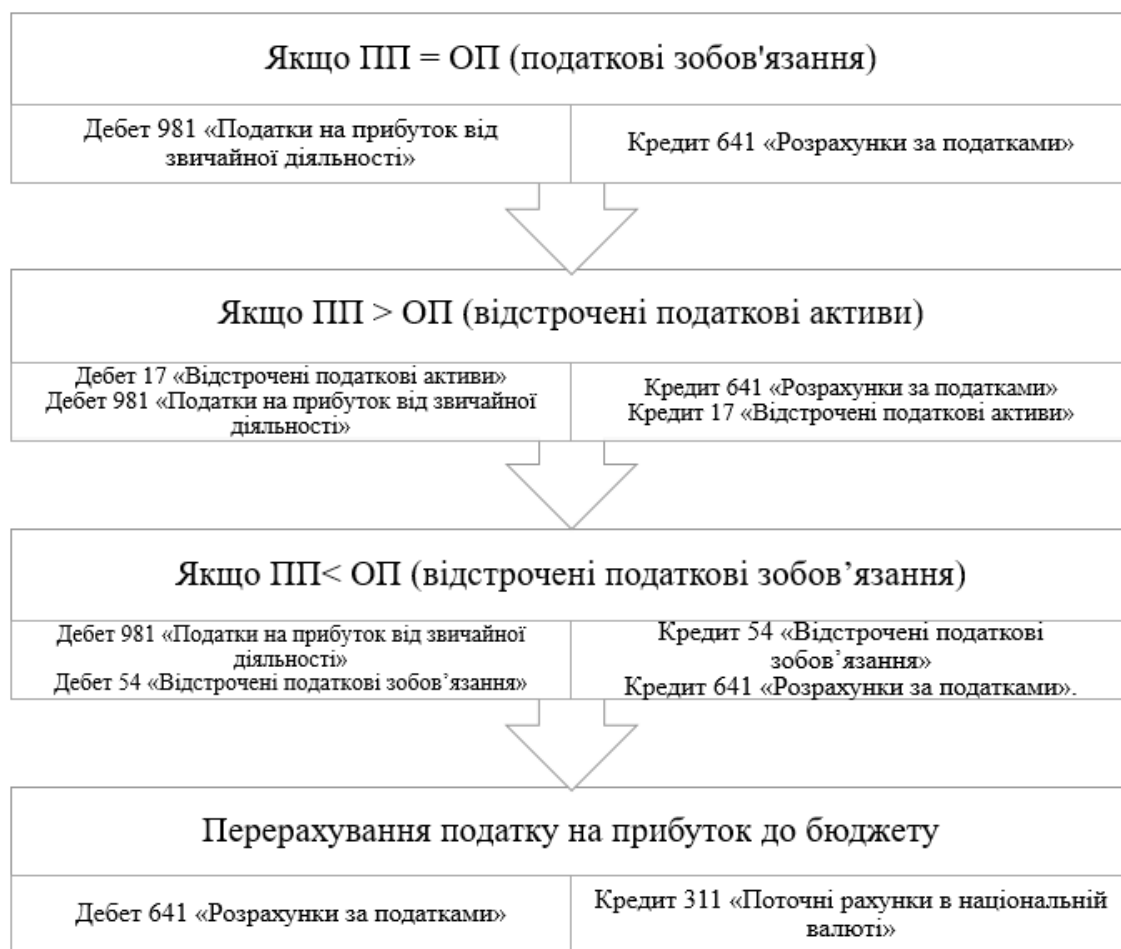 Якщо ПП = ОП (податкові зобов'язання)
Дебет 981 «Податки на прибуток від
звичайної діяльності»
Кредит 641 «Розрахунки за податками»
Якщо ПП > ОП (відстрочені податкові активи)
Дебет 17 «Відстрочені податкові активи»
Дебет 981 «Податки на прибуток від звичайної
діяльності»
Кредит 641 «Розрахунки за податками»
Кредит 17 «Відстрочені податкові активи»
Якщо ПП< ОП (відстрочені податкові зобов’язання)
Дебет 981 «Податки на прибуток від звичайної
діяльності»
Дебет 54 «Відстрочені податкові зобов’язання»
Кредит 54 «Відстрочені податкові
зобов’язання»
Кредит 641 «Розрахунки за податками».
Перерахування податку на прибуток до бюджету
Дебет 641 «Розрахунки за податками»
Кредит 311 «Поточні рахунки в національній
валюті»